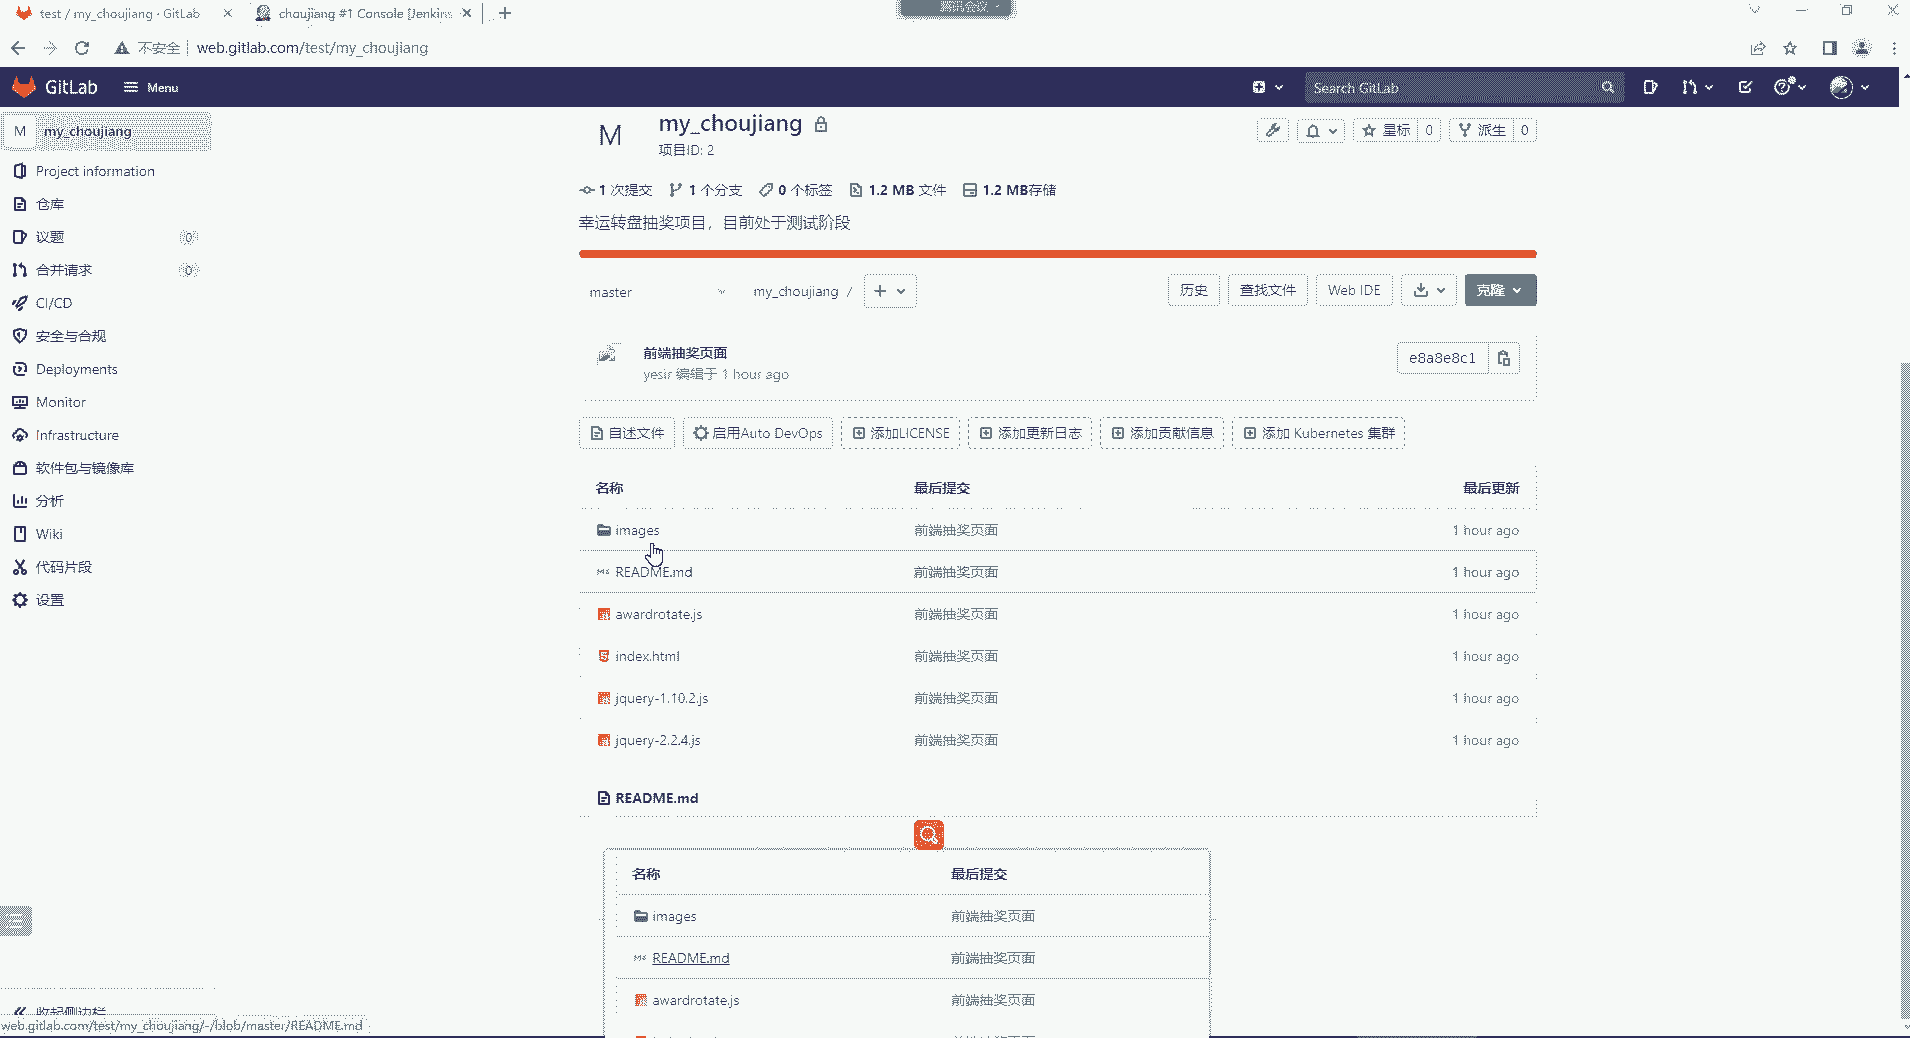 腾讯会议
test / my_choujiang · GitLab
choujiang #1 Console [Jenkins
不安全
web.gitlab.com/test/my_choujiang
GitLab
Menu
Search GitLab
M
my_choujiang
Project information
仓库
议题 0
合并请求 0
CI/CD
安全与合规
Deployments
Monitor
Infrastructure
软件包与镜像库
分析
Wiki
代码片段
设置
收起侧边栏
web.gitlab.com/test/my_choujiang/-/blob/master/README.md
M
my_choujiang
项目ID: 2
星标 0
派生 0
1 次提交 1 个分支 0 个标签 1.2 MB 文件 1.2 MB存储
幸运转盘抽奖项目，目前处于测试阶段
master my_choujiang / 历史 查找文件 Web IDE 克隆
前端抽奖页面
yesir 编辑于 1 hour ago
e8a8e8c1
自述文件 启用Auto DevOps 添加LICENSE 添加更新日志 添加贡献信息 添加 Kubernetes 集群
名称 最后提交 最后更新
images 前端抽奖页面 1 hour ago
README.md 前端抽奖页面 1 hour ago
awardrotate.js 前端抽奖页面 1 hour ago
index.html 前端抽奖页面 1 hour ago
jquery-1.10.2.js 前端抽奖页面 1 hour ago
jquery-2.2.4.js 前端抽奖页面 1 hour ago
README.md
名称 最后提交
images 前端抽奖页面
README.md 前端抽奖页面
awardrotate.js 前端抽奖页面